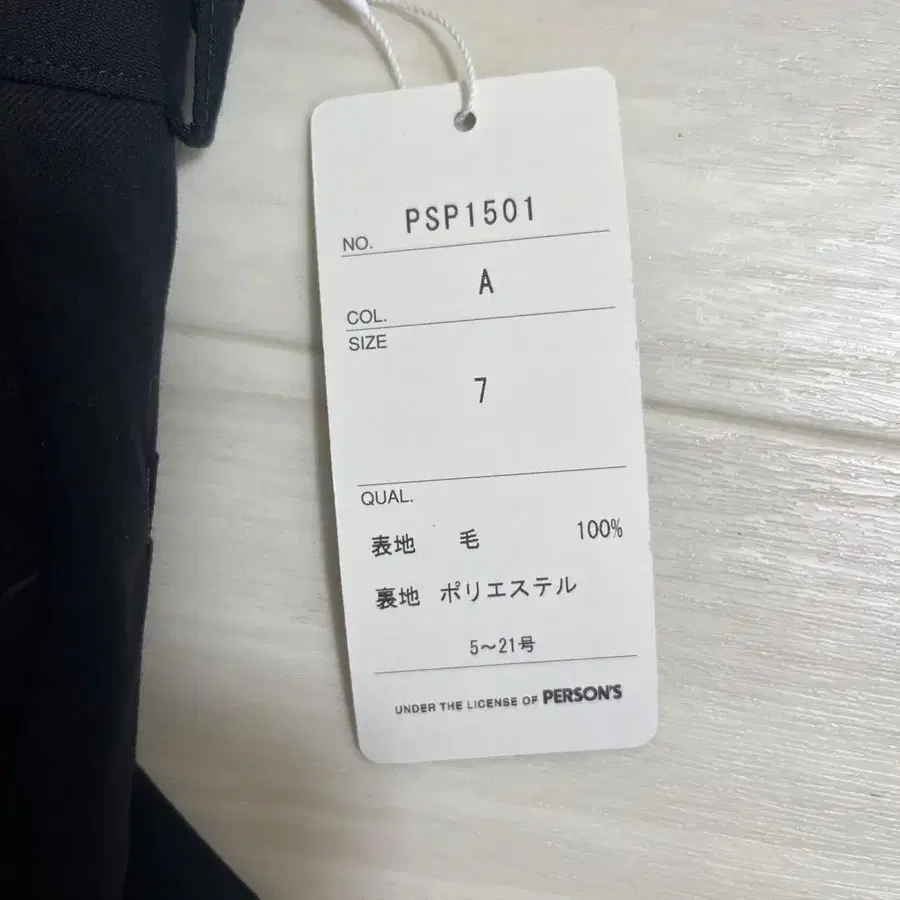 NO. PSP1501
COL. A
SIZE
7
QUAL.
表地 毛 100%
裏地 ポリエステル
5～21号
UNDER THE LICENSE OF PERSON'S